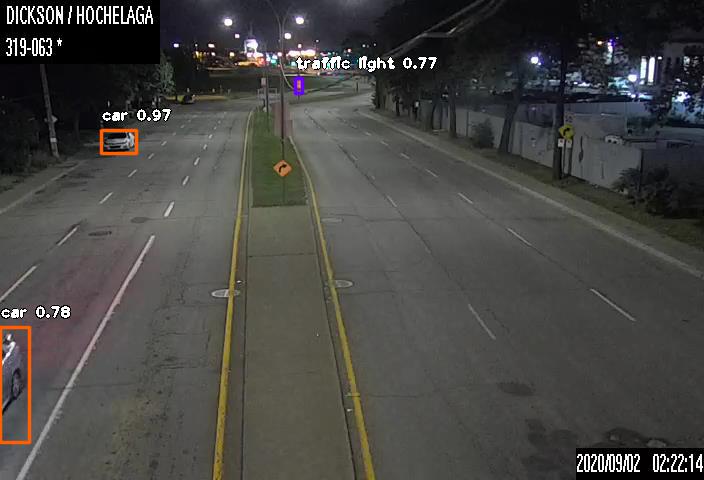 DICKSON / HOCHELAGA
319-063 *
traffic light 0.77
car 0.97
car 0.78
2020/09/02 02:22:14